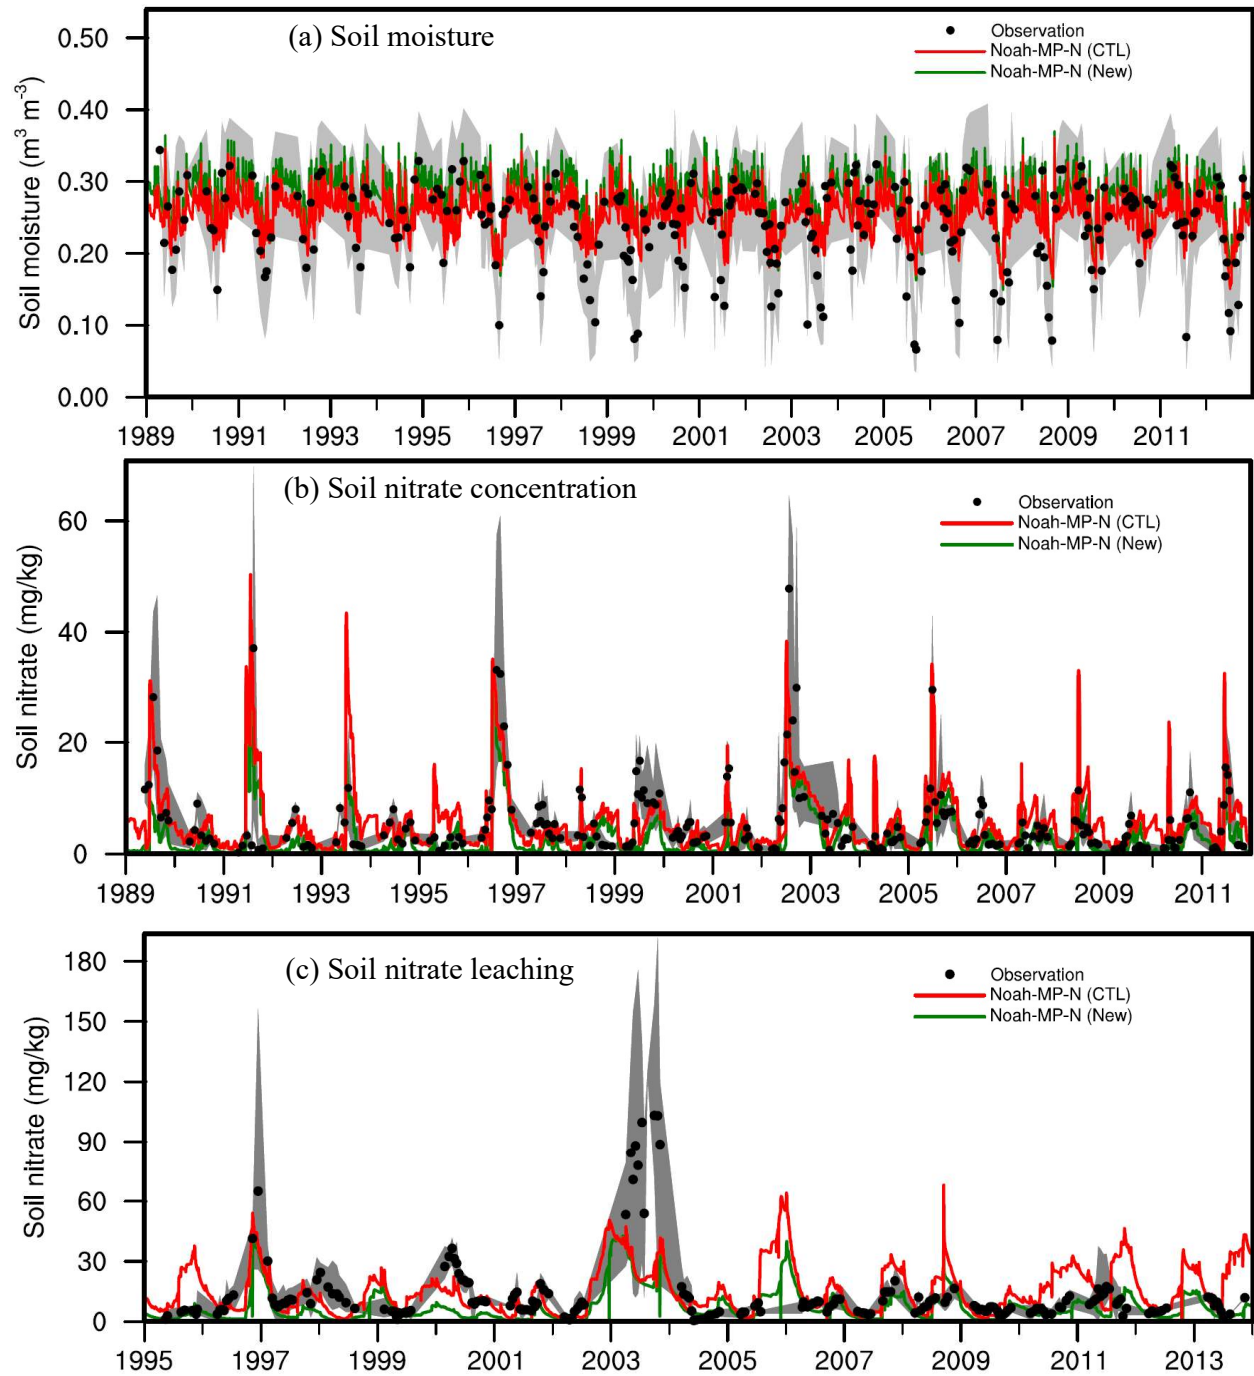 (a) Soil moisture
Observation
Noah-MP-N (CTL)
Noah-MP-N (New)
Soil moisture (m³ m⁻³)
0.50
0.40
0.30
0.20
0.10
0.00
1989 1991 1993 1995 1997 1999 2001 2003 2005 2007 2009 2011
(b) Soil nitrate concentration
Observation
Noah-MP-N (CTL)
Noah-MP-N (New)
Soil nitrate (mg/kg)
60
40
20
0
1989 1991 1993 1995 1997 1999 2001 2003 2005 2007 2009 2011
(c) Soil nitrate leaching
Observation
Noah-MP-N (CTL)
Noah-MP-N (New)
Soil nitrate (mg/kg)
180
150
120
90
60
30
0
1995 1997 1999 2001 2003 2005 2007 2009 2011 2013